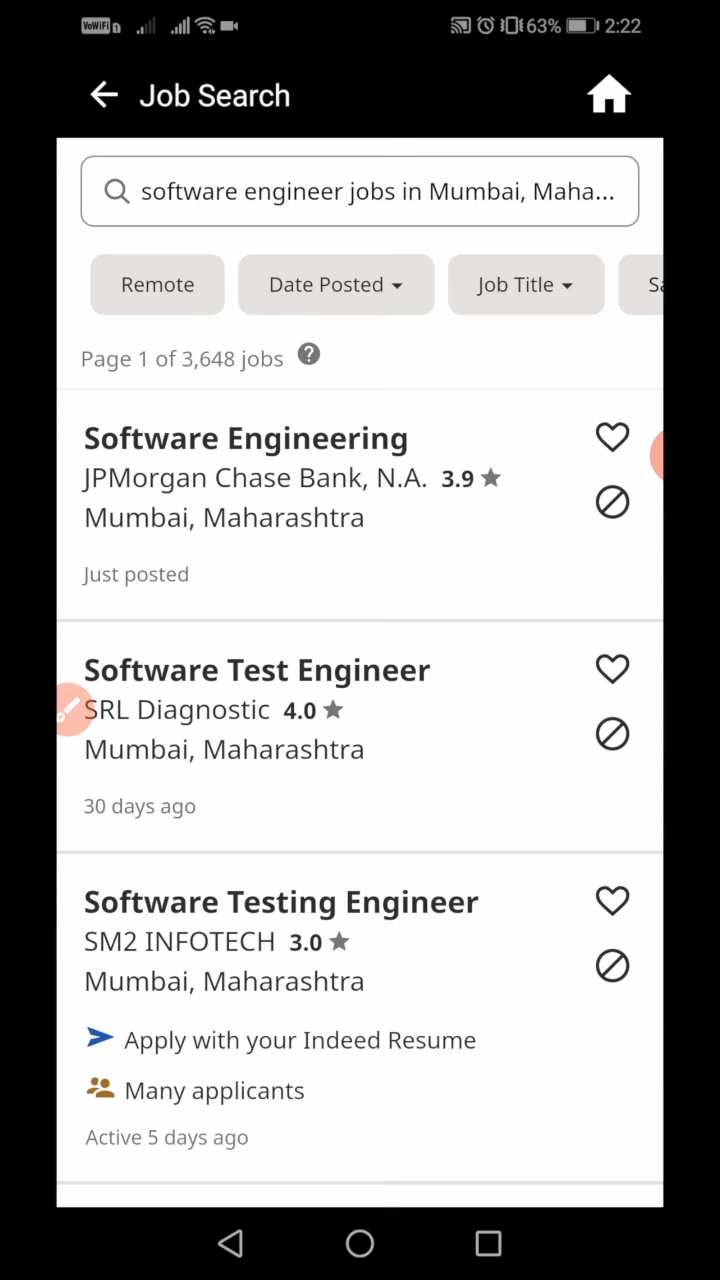 VoWiFi 63% 2:22
Job Search
software engineer jobs in Mumbai, Maha...
Remote Date Posted Job Title
Page 1 of 3,648 jobs ?
Software Engineering
JPMorgan Chase Bank, N.A. 3.9
Mumbai, Maharashtra
Just posted
Software Test Engineer
SRL Diagnostic 4.0
Mumbai, Maharashtra
30 days ago
Software Testing Engineer
SM2 INFOTECH 3.0
Mumbai, Maharashtra
Apply with your Indeed Resume
Many applicants
Active 5 days ago